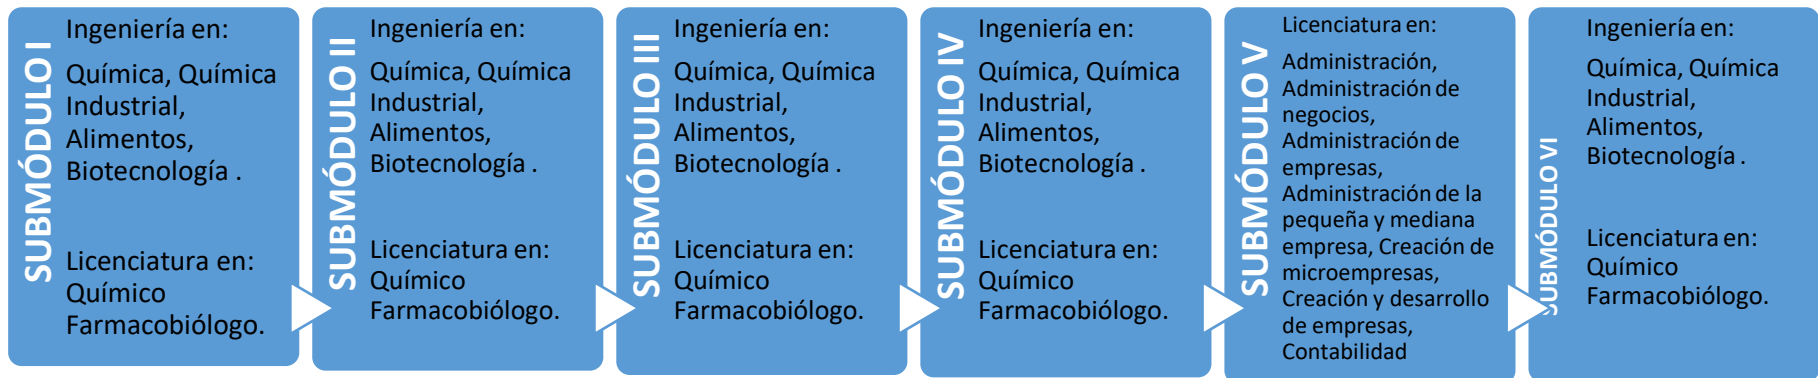 SUBMÓDULO I
Ingeniería en:
Química, Química
Industrial,
Alimentos,
Biotecnología .
Licenciatura en:
Químico
Farmacobiólogo.
SUBMÓDULO II
Ingeniería en:
Química, Química
Industrial,
Alimentos,
Biotecnología .
Licenciatura en:
Químico
Farmacobiólogo.
SUBMÓDULO III
Ingeniería en:
Química, Química
Industrial,
Alimentos,
Biotecnología .
Licenciatura en:
Químico
Farmacobiólogo.
SUBMÓDULO IV
Ingeniería en:
Química, Química
Industrial,
Alimentos,
Biotecnología .
Licenciatura en:
Químico
Farmacobiólogo.
SUBMÓDULO V
Licenciatura en:
Administración,
Administración de
negocios,
Administración de
empresas,
Administración de la
pequeña y mediana
empresa, Creación de
microempresas,
Creación y desarrollo
de empresas,
Contabilidad
SUBMÓDULO VI
Ingeniería en:
Química, Química
Industrial,
Alimentos,
Biotecnología .
Licenciatura en:
Químico
Farmacobiólogo.